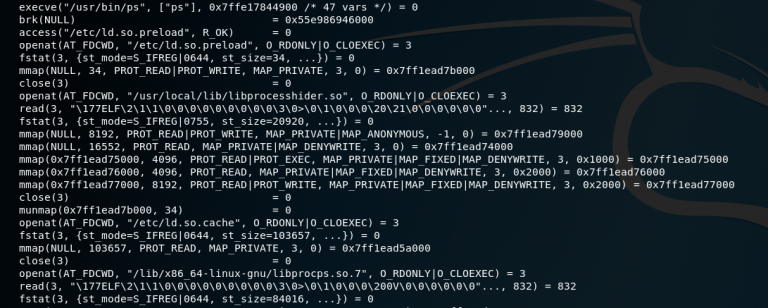 execve("/usr/bin/ps", ["ps"], 0x7ffe17844900 /* 47 vars */) = 0
brk(NULL) = 0x55e986946000
access("/etc/ld.so.preload", R_OK) = 0
openat(AT_FDCWD, "/etc/ld.so.preload", O_RDONLY|O_CLOEXEC) = 3
fstat(3, {st_mode=S_IFREG|0644, st_size=34, ...}) = 0
mmap(NULL, 34, PROT_READ|PROT_WRITE, MAP_PRIVATE, 3, 0) = 0x7ff1ead7b000
close(3) = 0
openat(AT_FDCWD, "/usr/local/lib/libprocesshider.so", O_RDONLY|O_CLOEXEC) = 3
read(3, "\177ELF\2\1\1\0\0\0\0\0\0\0\0\0\3\0>\0\1\0\0\0\20\21\0\0\0\0\0\0"..., 832) = 832
fstat(3, {st_mode=S_IFREG|0755, st_size=20920, ...}) = 0
mmap(NULL, 8192, PROT_READ|PROT_WRITE, MAP_PRIVATE|MAP_ANONYMOUS, -1, 0) = 0x7ff1ead79000
mmap(NULL, 16552, PROT_READ, MAP_PRIVATE|MAP_DENYWRITE, 3, 0) = 0x7ff1ead74000
mmap(0x7ff1ead75000, 4096, PROT_READ|PROT_EXEC, MAP_PRIVATE|MAP_FIXED|MAP_DENYWRITE, 3, 0x1000) = 0x7ff1ead75000
mmap(0x7ff1ead76000, 4096, PROT_READ, MAP_PRIVATE|MAP_FIXED|MAP_DENYWRITE, 3, 0x2000) = 0x7ff1ead76000
mmap(0x7ff1ead77000, 8192, PROT_READ|PROT_WRITE, MAP_PRIVATE|MAP_FIXED|MAP_DENYWRITE, 3, 0x2000) = 0x7ff1ead77000
close(3) = 0
munmap(0x7ff1ead7b000, 34) = 0
openat(AT_FDCWD, "/etc/ld.so.cache", O_RDONLY|O_CLOEXEC) = 3
fstat(3, {st_mode=S_IFREG|0644, st_size=103657, ...}) = 0
mmap(NULL, 103657, PROT_READ, MAP_PRIVATE, 3, 0) = 0x7ff1ead5a000
close(3) = 0
openat(AT_FDCWD, "/lib/x86_64-linux-gnu/libprocps.so.7", O_RDONLY|O_CLOEXEC) = 3
read(3, "\177ELF\2\1\1\0\0\0\0\0\0\0\0\0\3\0>\0\1\0\0\0\200V\0\0\0\0\0\0"..., 832) = 832
fstat(3, {st_mode=S_IFREG|0644, st_size=84016, ...}) = 0